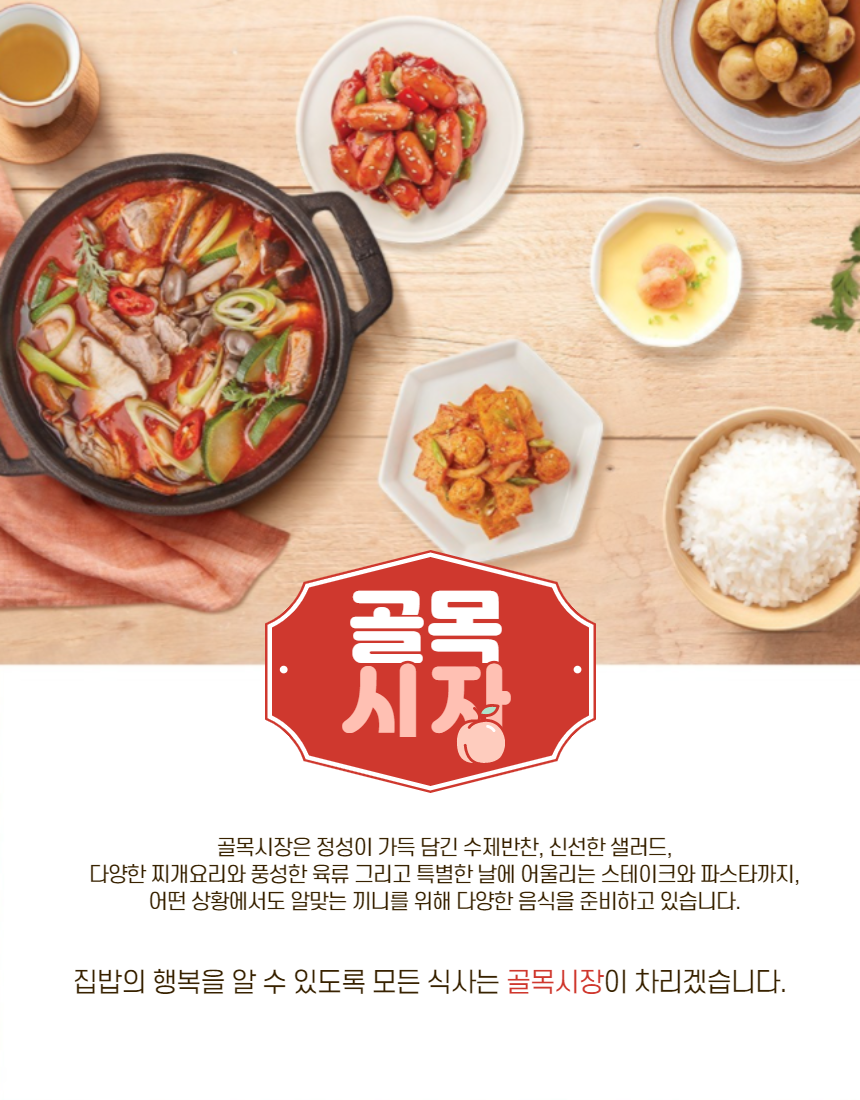 골목
시장
골목시장은 정성이 가득 담긴 수제반찬, 신선한 샐러드,
다양한 찌개요리와 풍성한 육류 그리고 특별한 날에 어울리는 스테이크와 파스타까지,
어떤 상황에서도 알맞는 끼니를 위해 다양한 음식을 준비하고 있습니다.
집밥의 행복을 알 수 있도록 모든 식사는 골목시장이 차리겠습니다.